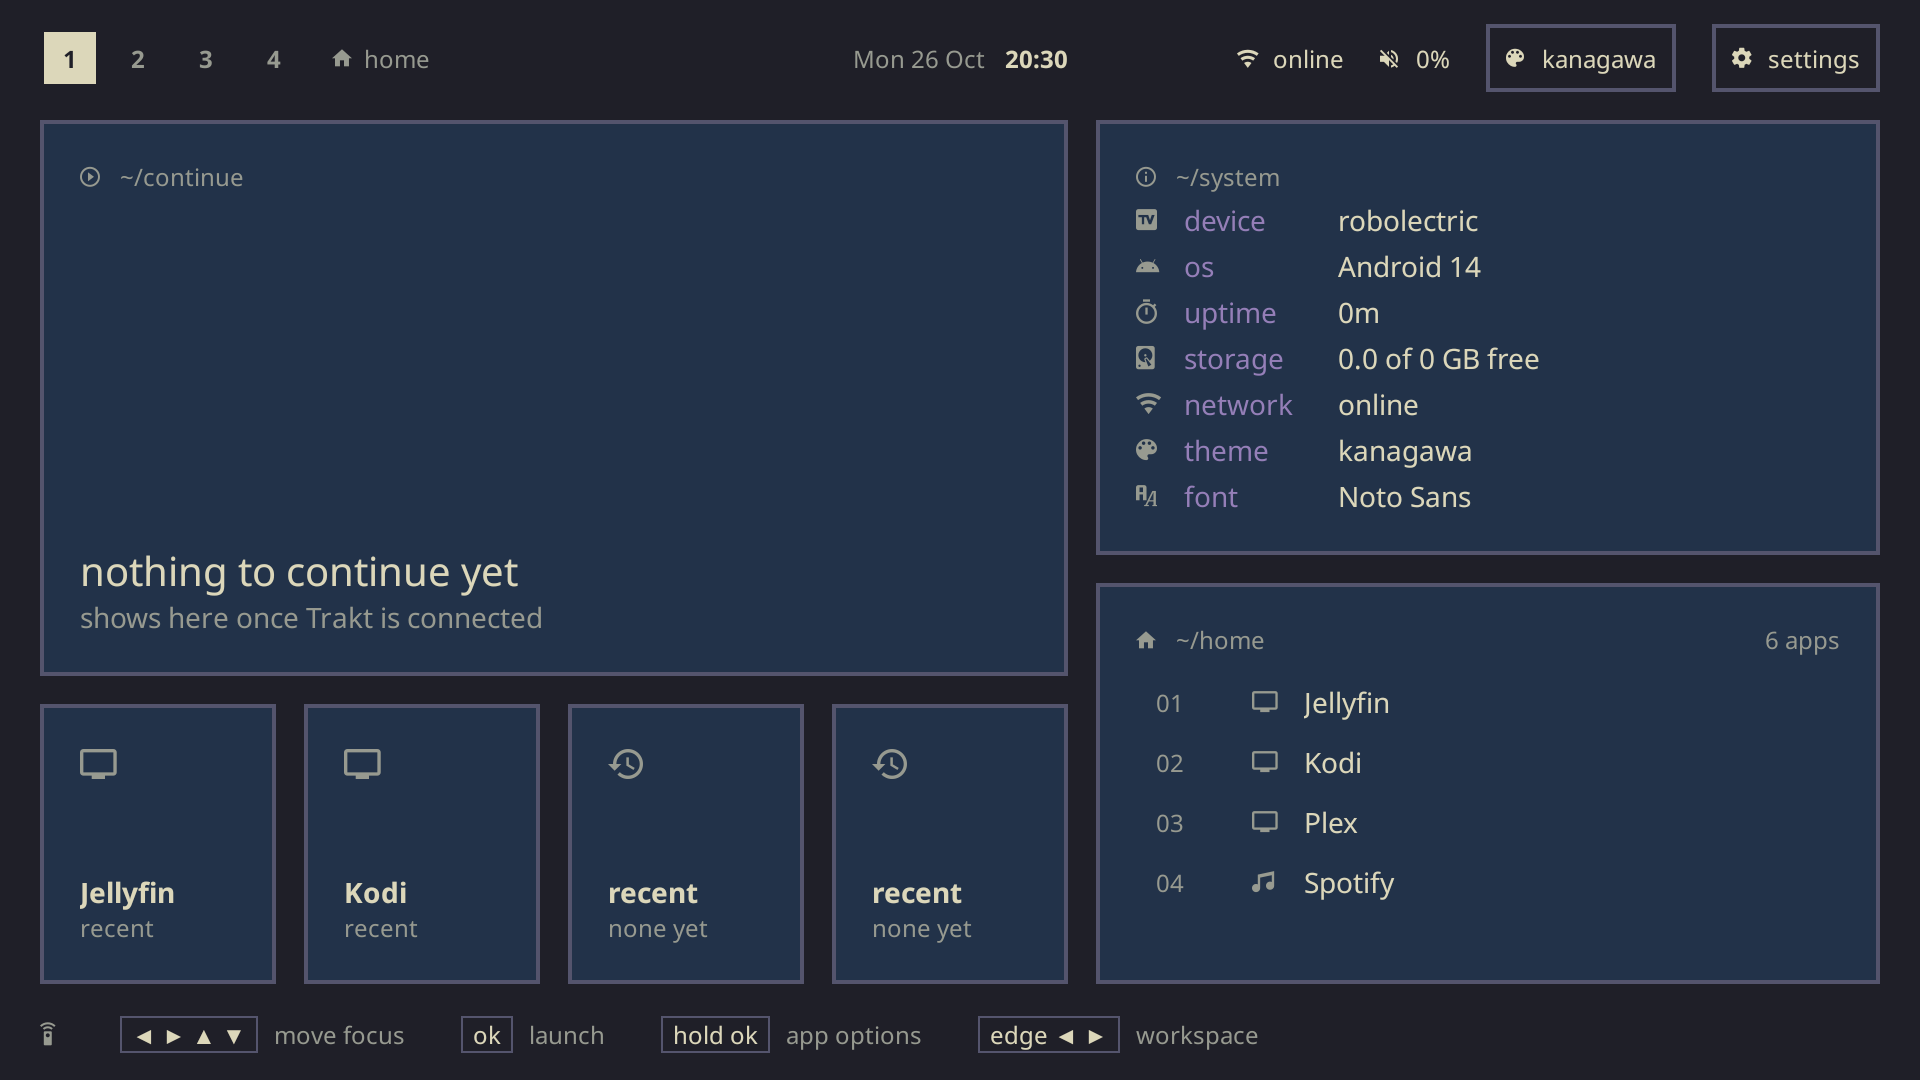 1 2 3 4 home Mon 26 Oct 20:30 online 0% kanagawa settings
~/continue
nothing to continue yet
shows here once Trakt is connected
~/system
device robolectric
os Android 14
uptime 0m
storage 0.0 of 0 GB free
network online
theme kanagawa
font Noto Sans
Jellyfin
recent
Kodi
recent
recent
none yet
recent
none yet
~/home 6 apps
01 Jellyfin
02 Kodi
03 Plex
04 Spotify
◀ ▶ ▲ ▼ move focus ok launch hold ok app options edge ◀ ▶ workspace